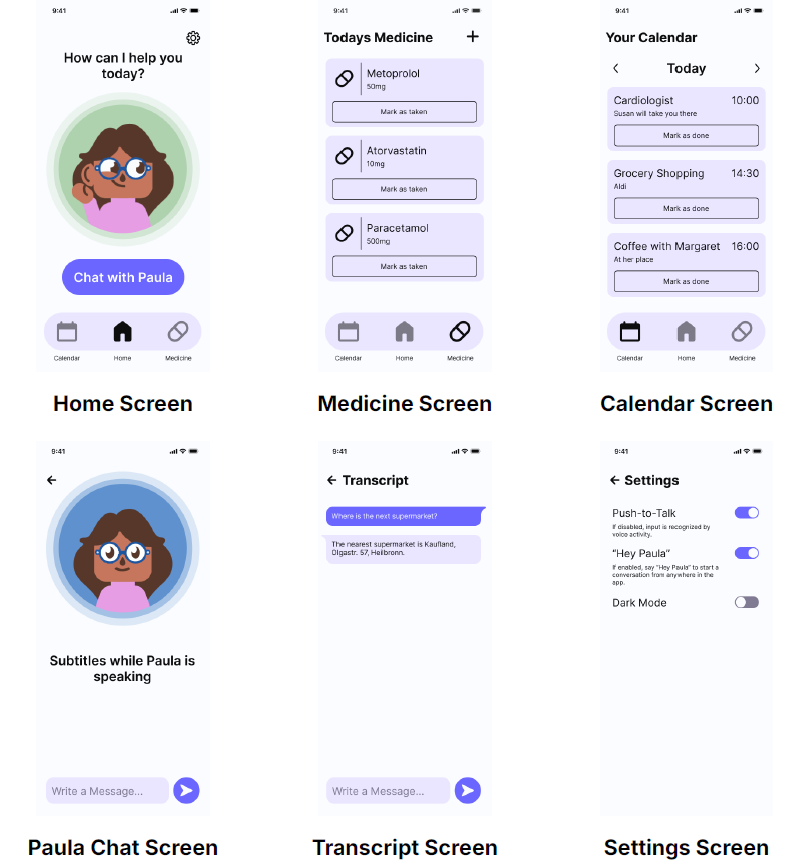 9:41
How can I help you
today?
Chat with Paula
Calendar
Home
Medicine
Home Screen
9:41
Todays Medicine
Metoprolol
50mg
Mark as taken
Atorvastatin
10mg
Mark as taken
Paracetamol
500mg
Mark as taken
Calendar
Home
Medicine
Medicine Screen
9:41
Your Calendar
Today
Cardiologist 10:00
Susan will take you there
Mark as done
Grocery Shopping 14:30
Aldi
Mark as done
Coffee with Margaret 16:00
At her place
Mark as done
Calendar
Home
Medicine
Calendar Screen
9:41
Subtitles while Paula is
speaking
Write a Message...
Paula Chat Screen
9:41
Transcript
Where is the next supermarket?
The nearest supermarket is Kaufland,
Olgastr. 57, Heilbronn.
Write a Message...
Transcript Screen
9:41
Settings
Push-to-Talk
If disabled, input is recognized by
voice activity.
“Hey Paula”
If enabled, say “Hey Paula” to start a
conversation from anywhere in the
app.
Dark Mode
Settings Screen